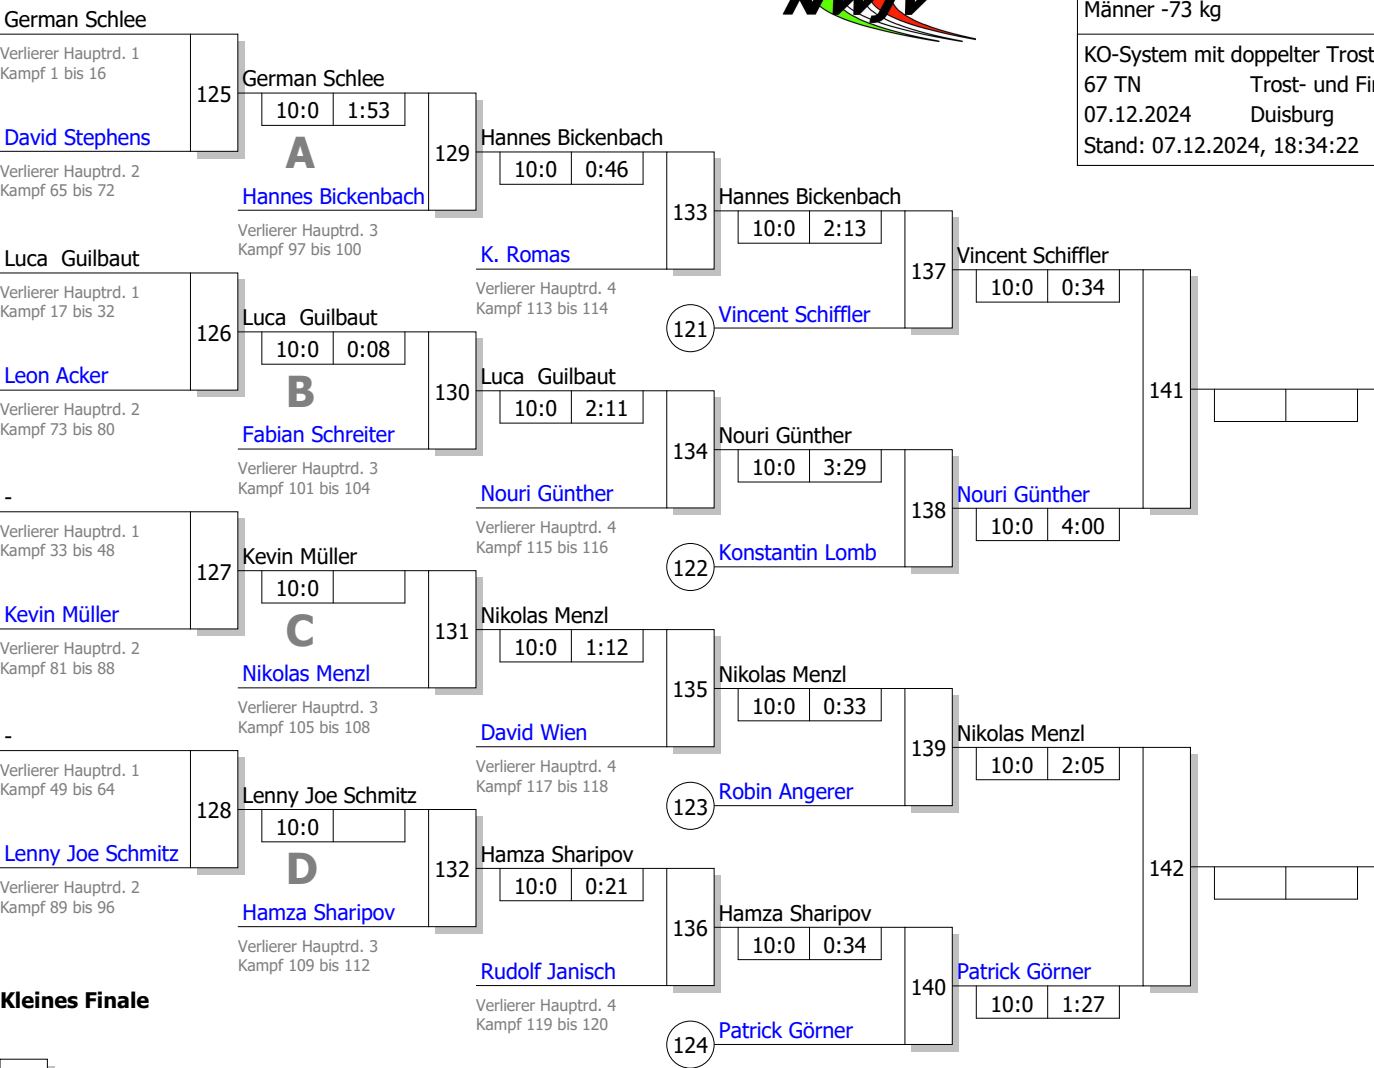 NWJV
Männer -73 kg
KO-System mit doppelter Trost
67 TN Trost- und Fi
07.12.2024 Duisburg
Stand: 07.12.2024, 18:34:22
German Schlee
Verlierer Hauptrd. 1
Kampf 1 bis 16
125
David Stephens
Verlierer Hauptrd. 2
Kampf 65 bis 72
Luca Guilbaut
Verlierer Hauptrd. 1
Kampf 17 bis 32
126
Leon Acker
Verlierer Hauptrd. 2
Kampf 73 bis 80
-
Verlierer Hauptrd. 1
Kampf 33 bis 48
127
Kevin Müller
Verlierer Hauptrd. 2
Kampf 81 bis 88
-
Verlierer Hauptrd. 1
Kampf 49 bis 64
128
Lenny Joe Schmitz
Verlierer Hauptrd. 2
Kampf 89 bis 96
German Schlee
10:0 1:53
A
129
Hannes Bickenbach
Verlierer Hauptrd. 3
Kampf 97 bis 100
Luca Guilbaut
10:0 0:08
B
130
Fabian Schreiter
Verlierer Hauptrd. 3
Kampf 101 bis 104
Kevin Müller
10:0
C
131
Nikolas Menzl
Verlierer Hauptrd. 3
Kampf 105 bis 108
Lenny Joe Schmitz
10:0
D
132
Hamza Sharipov
Verlierer Hauptrd. 3
Kampf 109 bis 112
Hannes Bickenbach
10:0 0:46
133
K. Romas
Verlierer Hauptrd. 4
Kampf 113 bis 114
Luca Guilbaut
10:0 2:11
134
Nouri Günther
Verlierer Hauptrd. 4
Kampf 115 bis 116
Nikolas Menzl
10:0 1:12
135
David Wien
Verlierer Hauptrd. 4
Kampf 117 bis 118
Hamza Sharipov
10:0 0:21
136
Rudolf Janisch
Verlierer Hauptrd. 4
Kampf 119 bis 120
Hannes Bickenbach
10:0 2:13
137
121 Vincent Schiffler
Nouri Günther
10:0 3:29
138
122 Konstantin Lomb
Nikolas Menzl
10:0 0:33
139
123 Robin Angerer
Hamza Sharipov
10:0 0:34
140
124 Patrick Görner
Vincent Schiffler
10:0 0:34
141
Nouri Günther
10:0 4:00
Nikolas Menzl
10:0 2:05
142
Patrick Görner
10:0 1:27
Kleines Finale